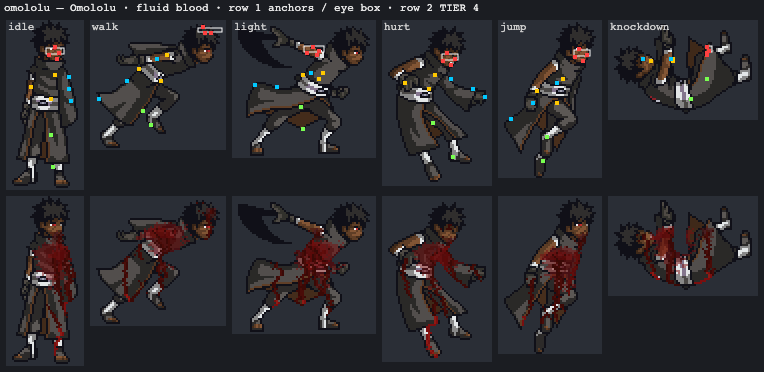 omololu — Omololu · fluid blood · row 1 anchors / eye box · row 2 TIER 4
idle walk light hurt jump knockdown